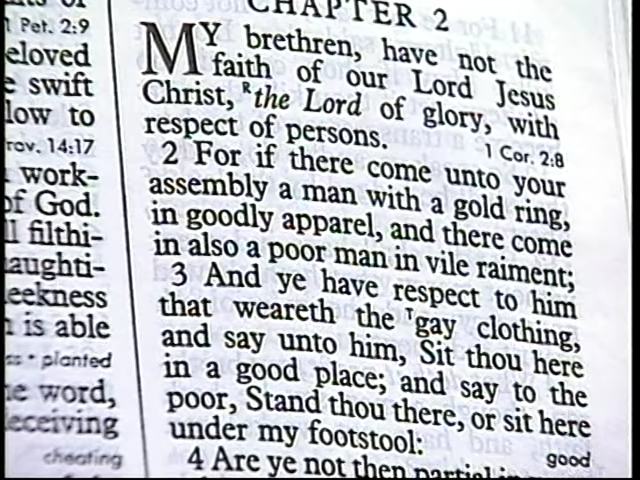 1 Pet. 2:9
eloved
e swift
low to
rov. 14:17
work-
of God.
l filthi-
aughti-
eekness
is able
planted
e word,
eceiving
cheating
CHAPTER 2
MY brethren, have not the
faith of our Lord Jesus
Christ, ᴿthe Lord of glory, with
respect of persons. 1 Cor. 2:8
2 For if there come unto your
assembly a man with a gold ring,
in goodly apparel, and there come
in also a poor man in vile raiment;
3 And ye have respect to him
that weareth the ᵀgay clothing,
and say unto him, Sit thou here
in a good place; and say to the
poor, Stand thou there, or sit here
under my footstool: good
4 Are ye not then partial in